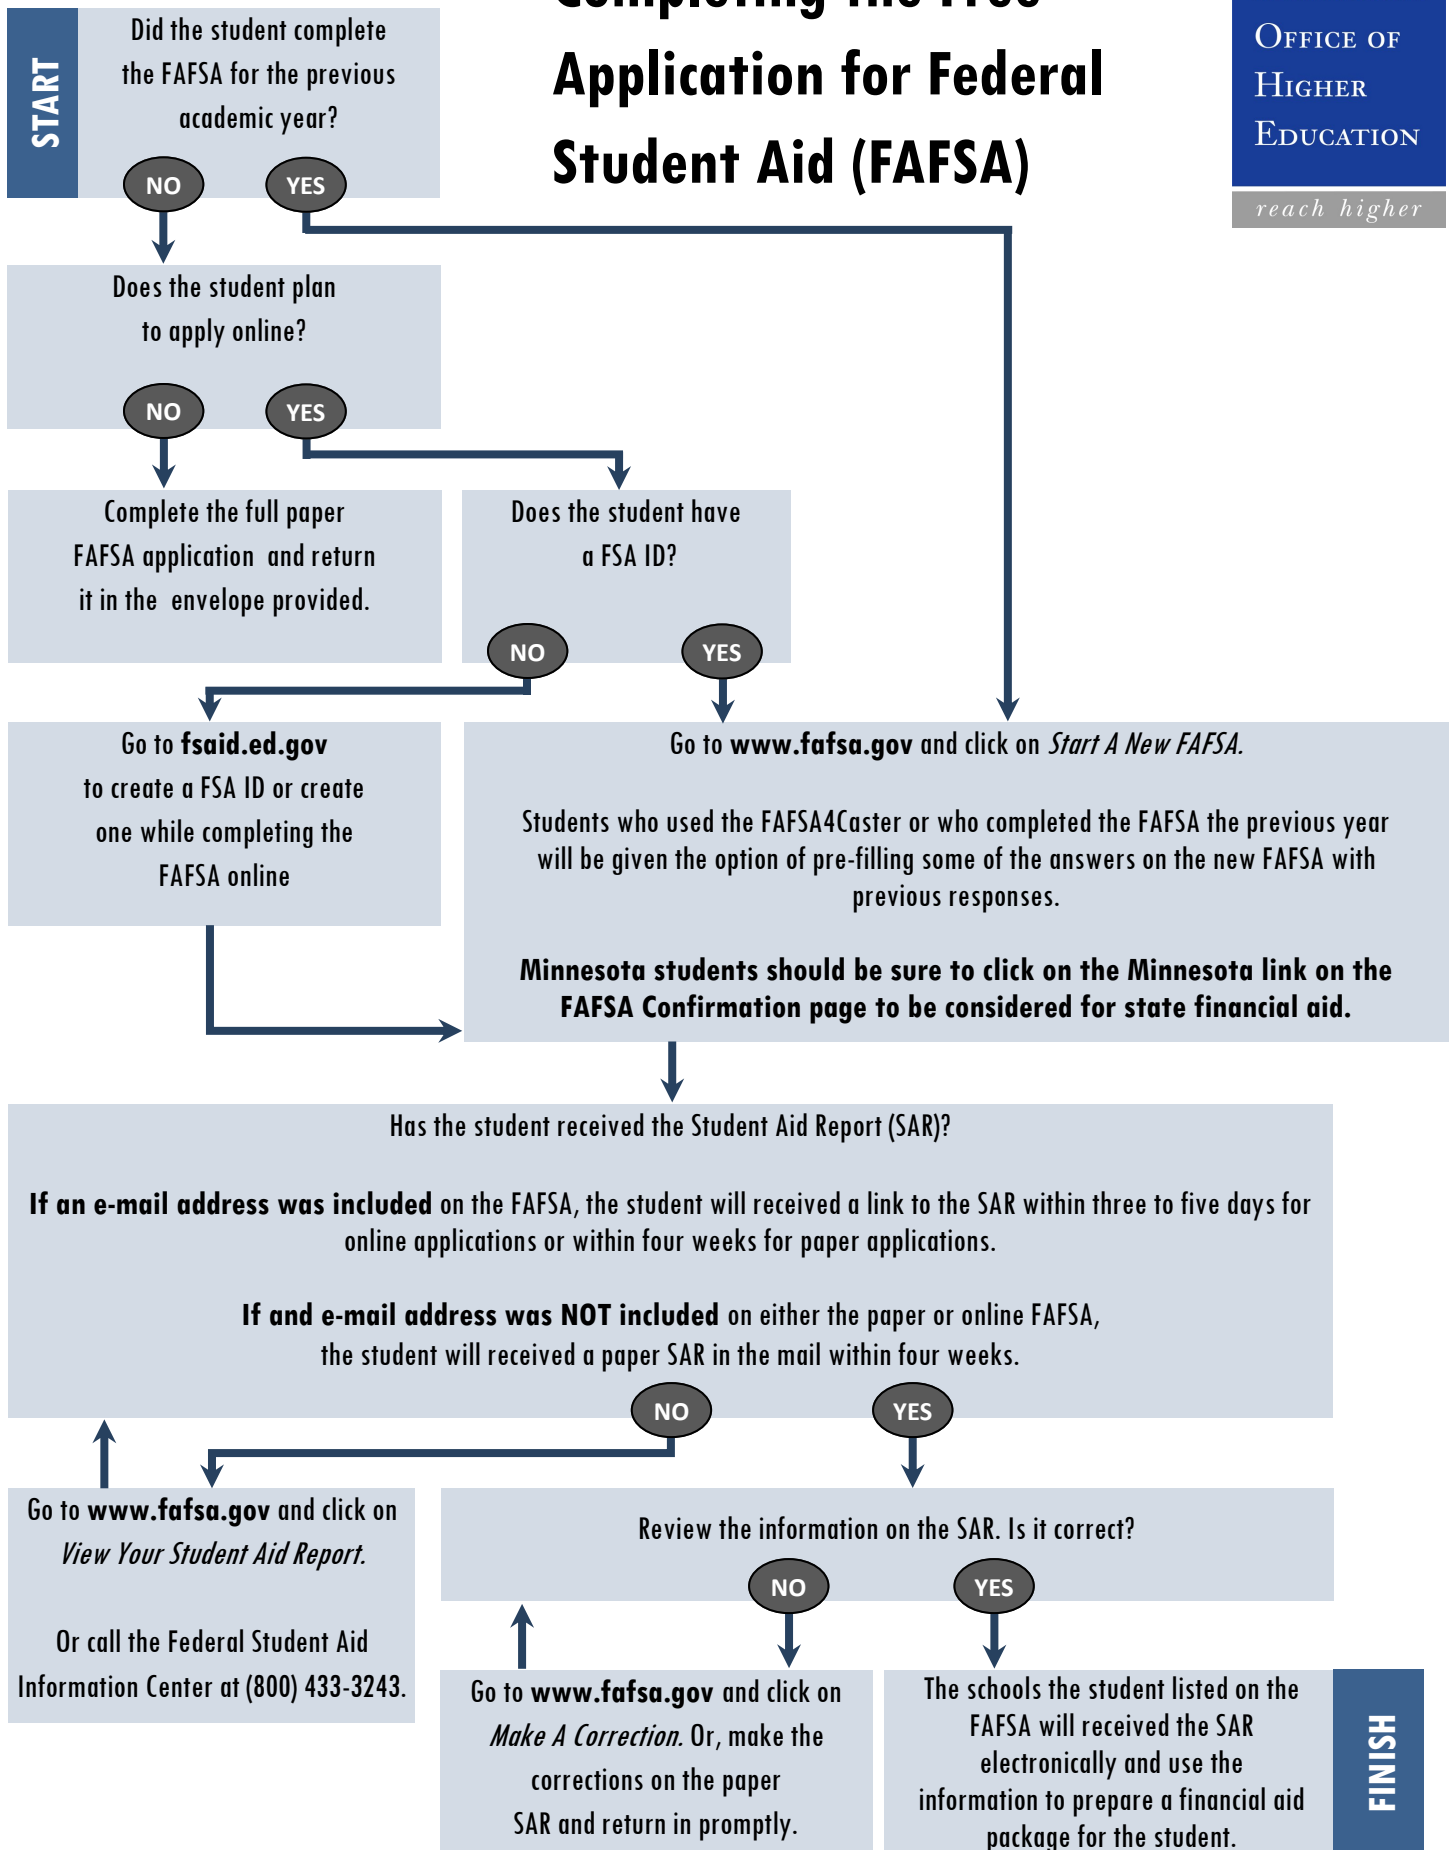 Completing the Free
Application for Federal
Student Aid (FAFSA)
OFFICE OF
HIGHER
EDUCATION
reach higher
START
Did the student complete
the FAFSA for the previous
academic year?
NO
YES
Does the student plan
to apply online?
NO
YES
Complete the full paper
FAFSA application and return
it in the envelope provided.
Does the student have
a FSA ID?
NO
YES
Go to fsaid.ed.gov
to create a FSA ID or create
one while completing the
FAFSA online
Go to www.fafsa.gov and click on Start A New FAFSA.
Students who used the FAFSA4Caster or who completed the FAFSA the previous year
will be given the option of pre-filling some of the answers on the new FAFSA with
previous responses.
Minnesota students should be sure to click on the Minnesota link on the
FAFSA Confirmation page to be considered for state financial aid.
Has the student received the Student Aid Report (SAR)?
If an e-mail address was included on the FAFSA, the student will received a link to the SAR within three to five days for
online applications or within four weeks for paper applications.
If and e-mail address was NOT included on either the paper or online FAFSA,
the student will received a paper SAR in the mail within four weeks.
NO
YES
Go to www.fafsa.gov and click on
View Your Student Aid Report.
Or call the Federal Student Aid
Information Center at (800) 433-3243.
Review the information on the SAR. Is it correct?
NO
YES
Go to www.fafsa.gov and click on
Make A Correction. Or, make the
corrections on the paper
SAR and return in promptly.
The schools the student listed on the
FAFSA will received the SAR
electronically and use the
information to prepare a financial aid
package for the student.
FINISH